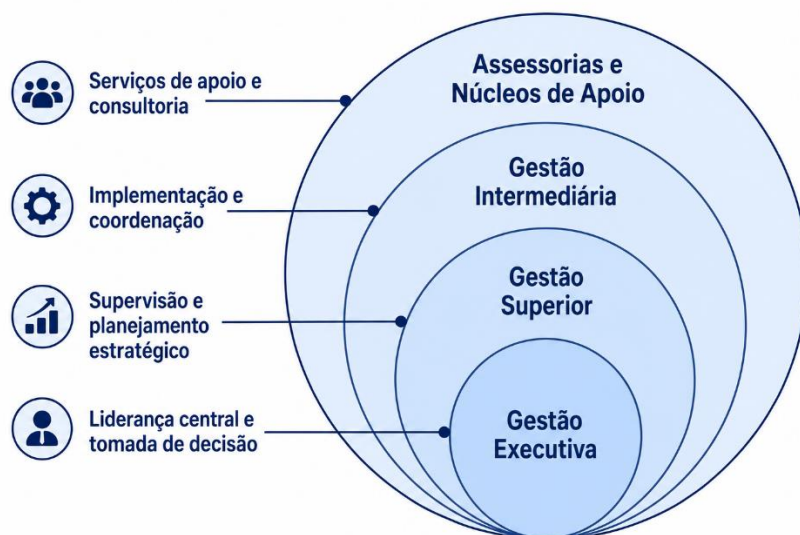 Serviços de apoio e
consultoria
Assessorias e
Núcleos de Apoio
Implementação e
coordenação
Gestão
Intermediária
Supervisão e
planejamento
estratégico
Gestão
Superior
Liderança central e
tomada de decisão
Gestão
Executiva